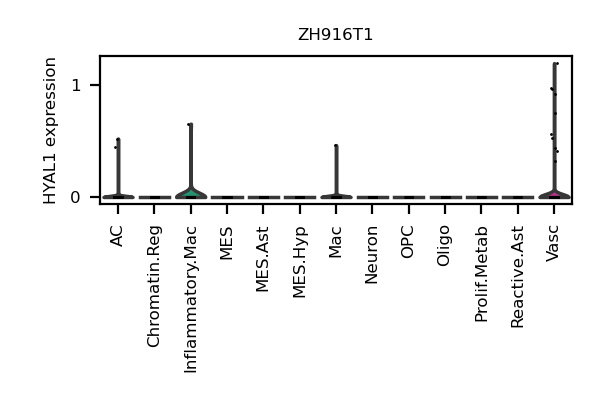 ZH916T1
HYAL1 expression
1
0
AC
Chromatin.Reg
Inflammatory.Mac
MES
MES.Ast
MES.Hyp
Mac
Neuron
OPC
Oligo
Prolif.Metab
Reactive.Ast
Vasc